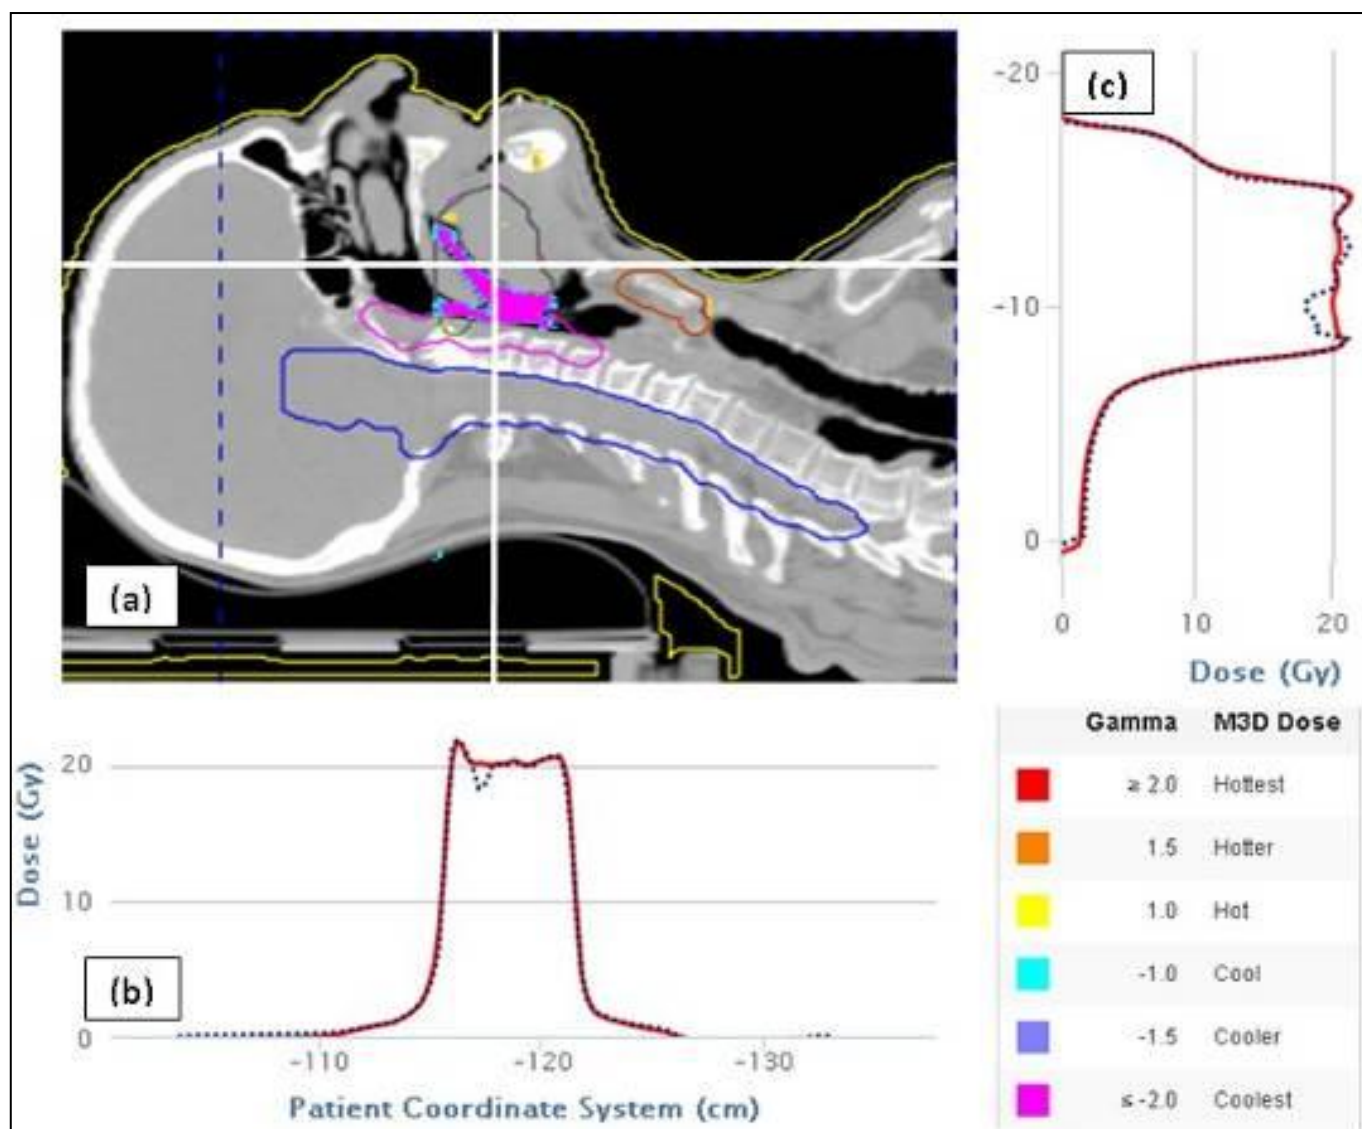 (a)
(c)
-20
-10
0
0 10 20
Dose (Gy)
Dose (Gy)
20
10
0
(b)
-110 -120 -130
Patient Coordinate System (cm)
Gamma M3D Dose
≥ 2.0 Hottest
1.5 Hotter
1.0 Hot
-1.0 Cool
-1.5 Cooler
≤ -2.0 Coolest